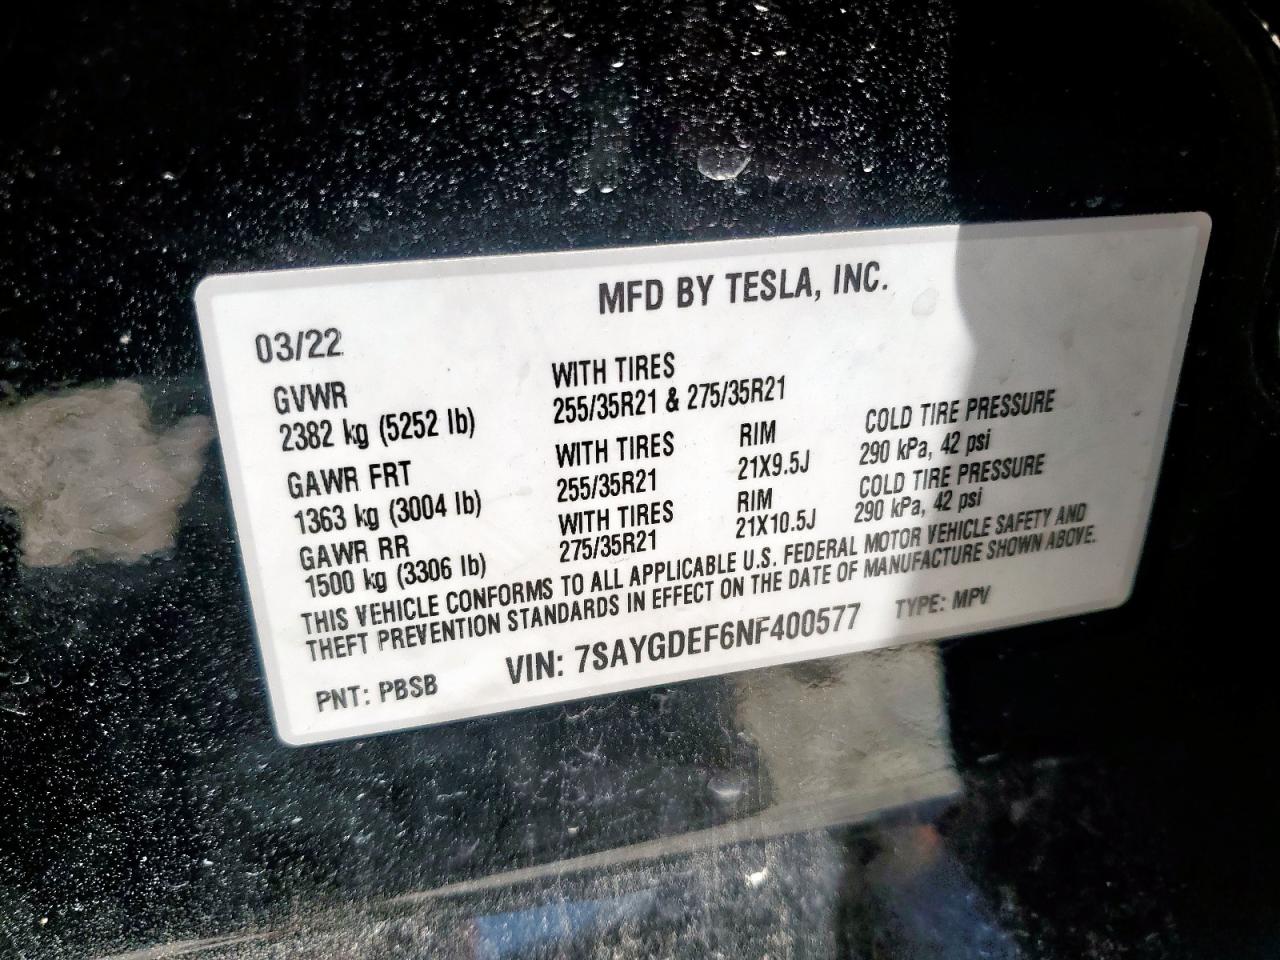 MFD BY TESLA, INC.
03/22
GVWR
2382 kg (5252 lb)
WITH TIRES
255/35R21 & 275/35R21
GAWR FRT
1363 kg (3004 lb)
WITH TIRES
255/35R21
RIM
21X9.5J
COLD TIRE PRESSURE
290 kPa, 42 psi
GAWR RR
1500 kg (3306 lb)
WITH TIRES
275/35R21
RIM
21X10.5J
COLD TIRE PRESSURE
290 kPa, 42 psi
THIS VEHICLE CONFORMS TO ALL APPLICABLE U.S. FEDERAL MOTOR VEHICLE SAFETY AND
THEFT PREVENTION STANDARDS IN EFFECT ON THE DATE OF MANUFACTURE SHOWN ABOVE.
PNT: PBSB VIN: 7SAYGDEF6NF400577 TYPE: MPV